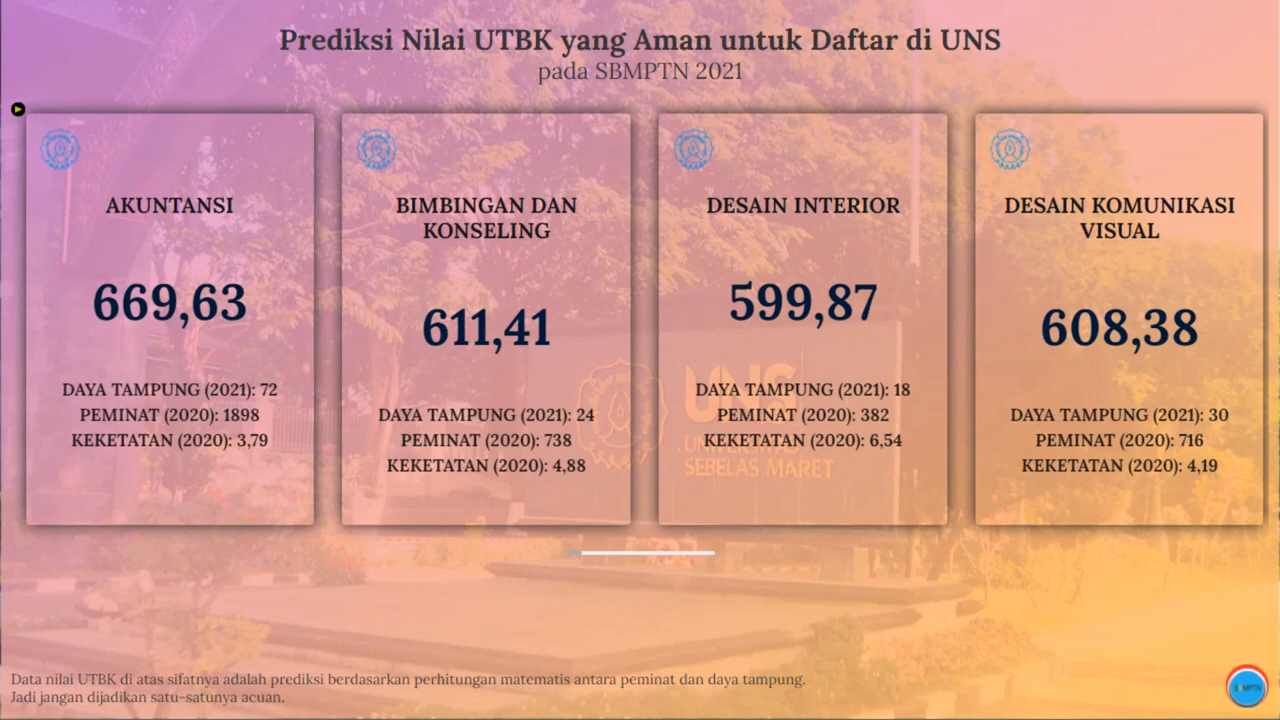 Prediksi Nilai UTBK yang Aman untuk Daftar di UNS
pada SBMPTN 2021
AKUNTANSI
669,63
DAYA TAMPUNG (2021): 72
PEMINAT (2020): 1898
KEKETATAN (2020): 3,79
BIMBINGAN DAN
KONSELING
611,41
DAYA TAMPUNG (2021): 24
PEMINAT (2020): 738
KEKETATAN (2020): 4,88
DESAIN INTERIOR
599,87
DAYA TAMPUNG (2021): 18
PEMINAT (2020): 382
KEKETATAN (2020): 6,54
DESAIN KOMUNIKASI
VISUAL
608,38
DAYA TAMPUNG (2021): 30
PEMINAT (2020): 716
KEKETATAN (2020): 4,19
UNS
UNIVERSITAS
SEBELAS MARET
Data nilai UTBK di atas sifatnya adalah prediksi berdasarkan perhitungan matematis antara peminat dan daya tampung.
Jadi jangan dijadikan satu-satunya acuan.
SBMPTN